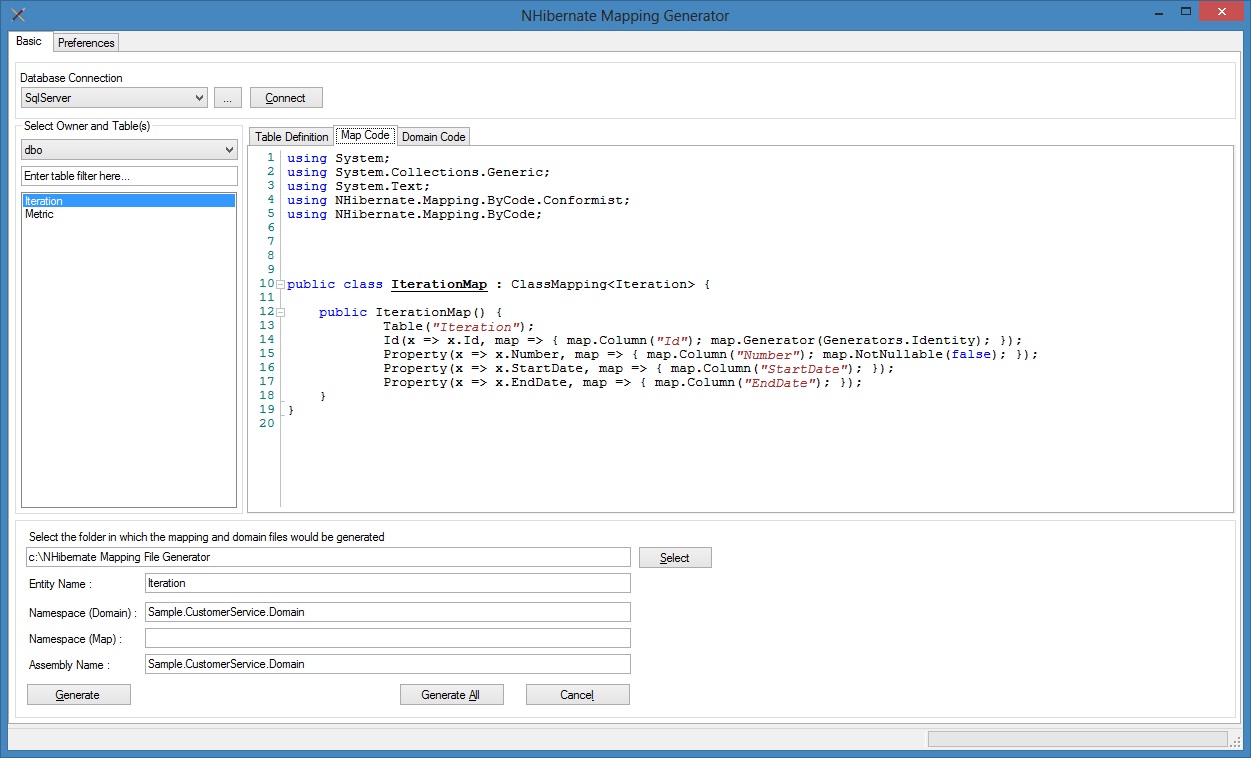 NHibernate Mapping Generator
Basic Preferences
Database Connection
SqlServer ... Connect
Select Owner and Table(s)
dbo
Enter table filter here...
Iteration
Metric
Table Definition Map Code Domain Code
1 using System;
2 using System.Collections.Generic;
3 using System.Text;
4 using NHibernate.Mapping.ByCode.Conformist;
5 using NHibernate.Mapping.ByCode;
6
7
8
9
10 public class IterationMap : ClassMapping<Iteration> {
11
12 public IterationMap() {
13 Table("Iteration");
14 Id(x => x.Id, map => { map.Column("Id"); map.Generator(Generators.Identity); });
15 Property(x => x.Number, map => { map.Column("Number"); map.NotNullable(false); });
16 Property(x => x.StartDate, map => { map.Column("StartDate"); });
17 Property(x => x.EndDate, map => { map.Column("EndDate"); });
18 }
19 }
20
Select the folder in which the mapping and domain files would be generated
c:\NHibernate Mapping File Generator Select
Entity Name : Iteration
Namespace (Domain) : Sample.CustomerService.Domain
Namespace (Map) :
Assembly Name : Sample.CustomerService.Domain
Generate Generate All Cancel